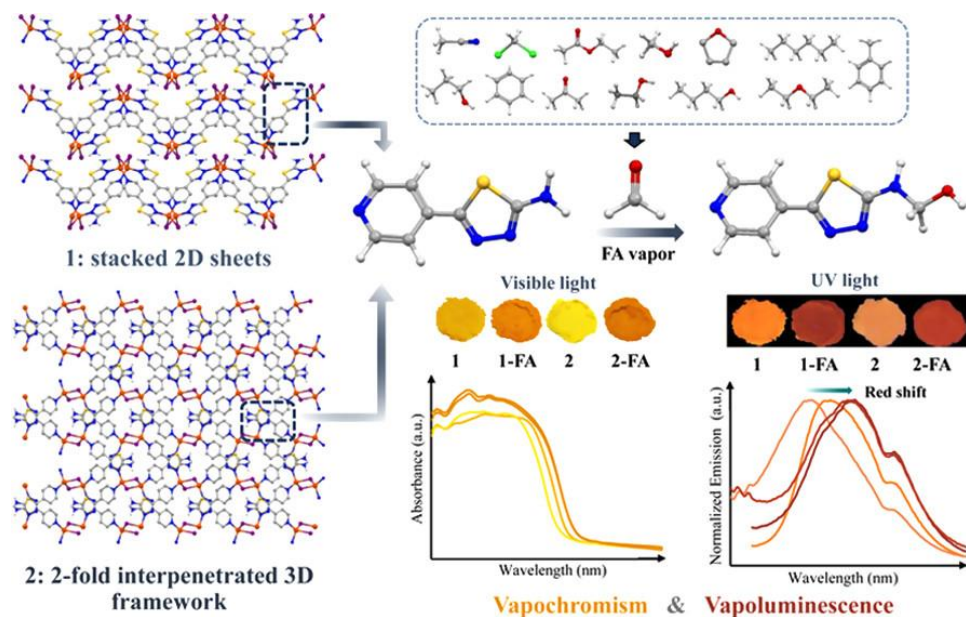 1: stacked 2D sheets
2: 2-fold interpenetrated 3D
framework
FA vapor
Visible light
1 1-FA 2 2-FA
Absorbance (a.u.)
Wavelength (nm)
UV light
1 1-FA 2 2-FA
Red shift
Normalized Emission (a.u.)
Wavelength (nm)
Vapochromism & Vapoluminescence